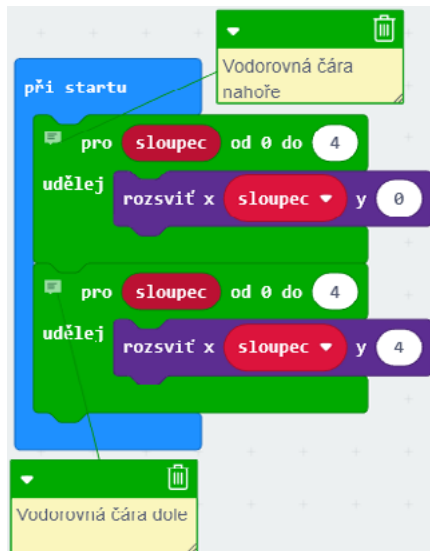 Vodorovná čára
nahoře
při startu
pro sloupec od 0 do 4
udělej
rozsviť x sloupec y 0
pro sloupec od 0 do 4
udělej
rozsviť x sloupec y 4
Vodorovná čára dole